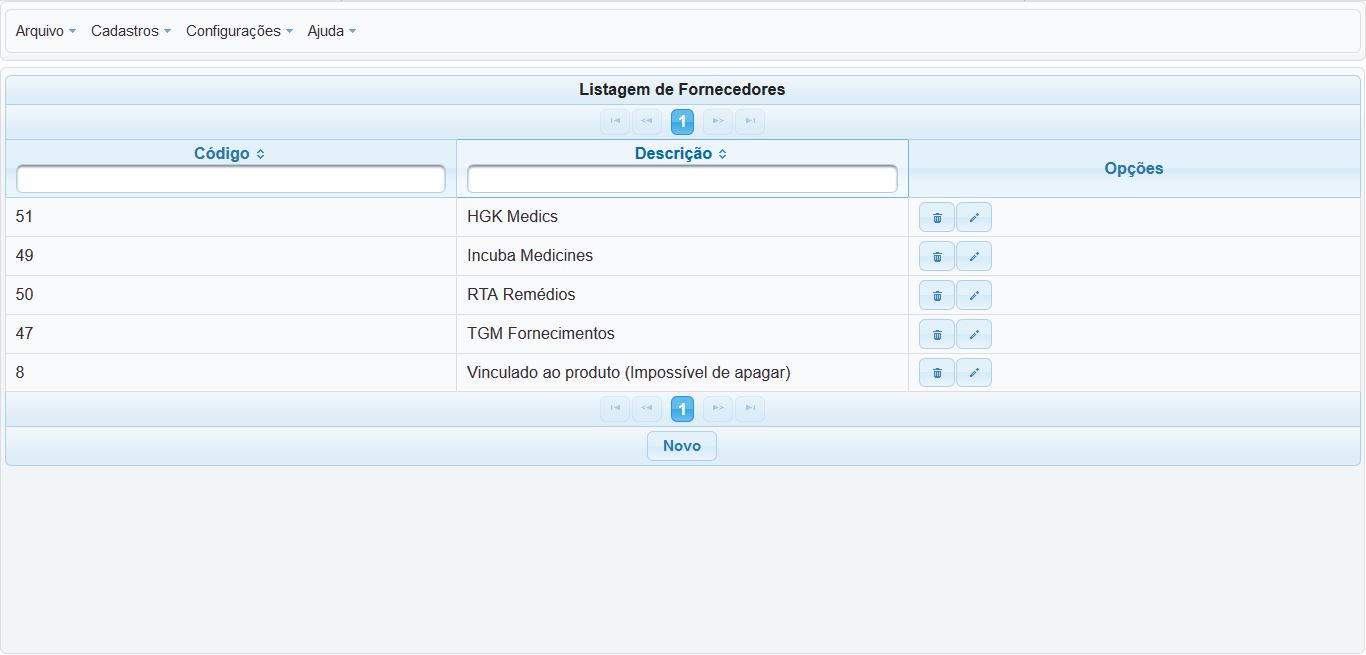 Arquivo Cadastros Configurações Ajuda
Listagem de Fornecedores
1
Código Descrição Opções
51 HGK Medics
49 Incuba Medicines
50 RTA Remédios
47 TGM Fornecimentos
8 Vinculado ao produto (Impossível de apagar)
1
Novo